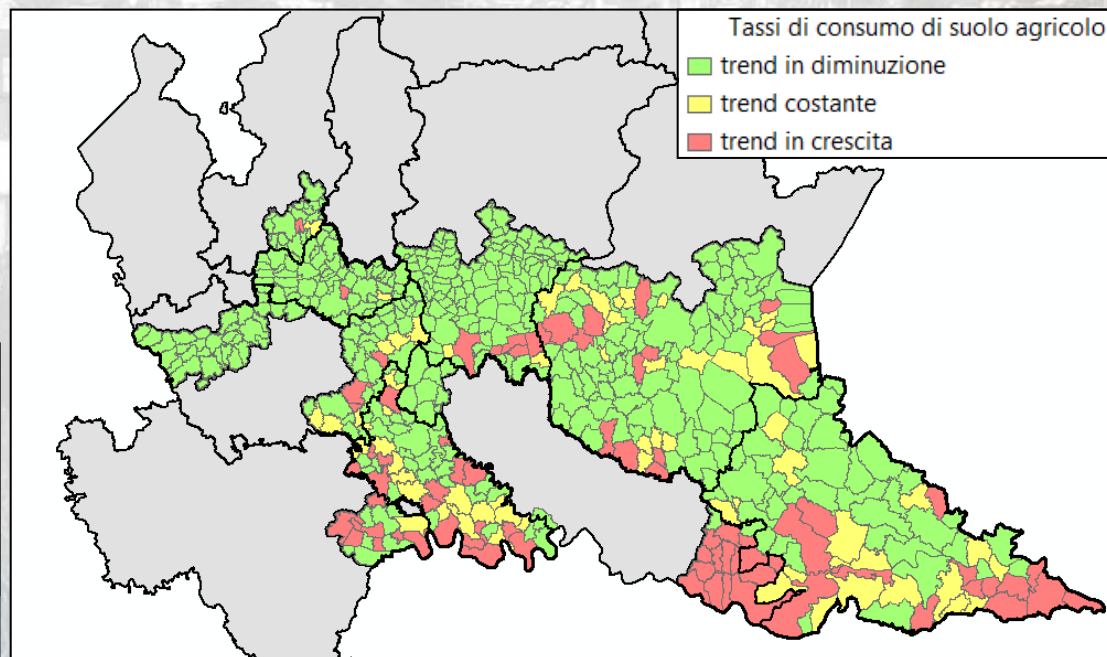 Tassi di consumo di suolo agricolo
trend in diminuzione
trend costante
trend in crescita